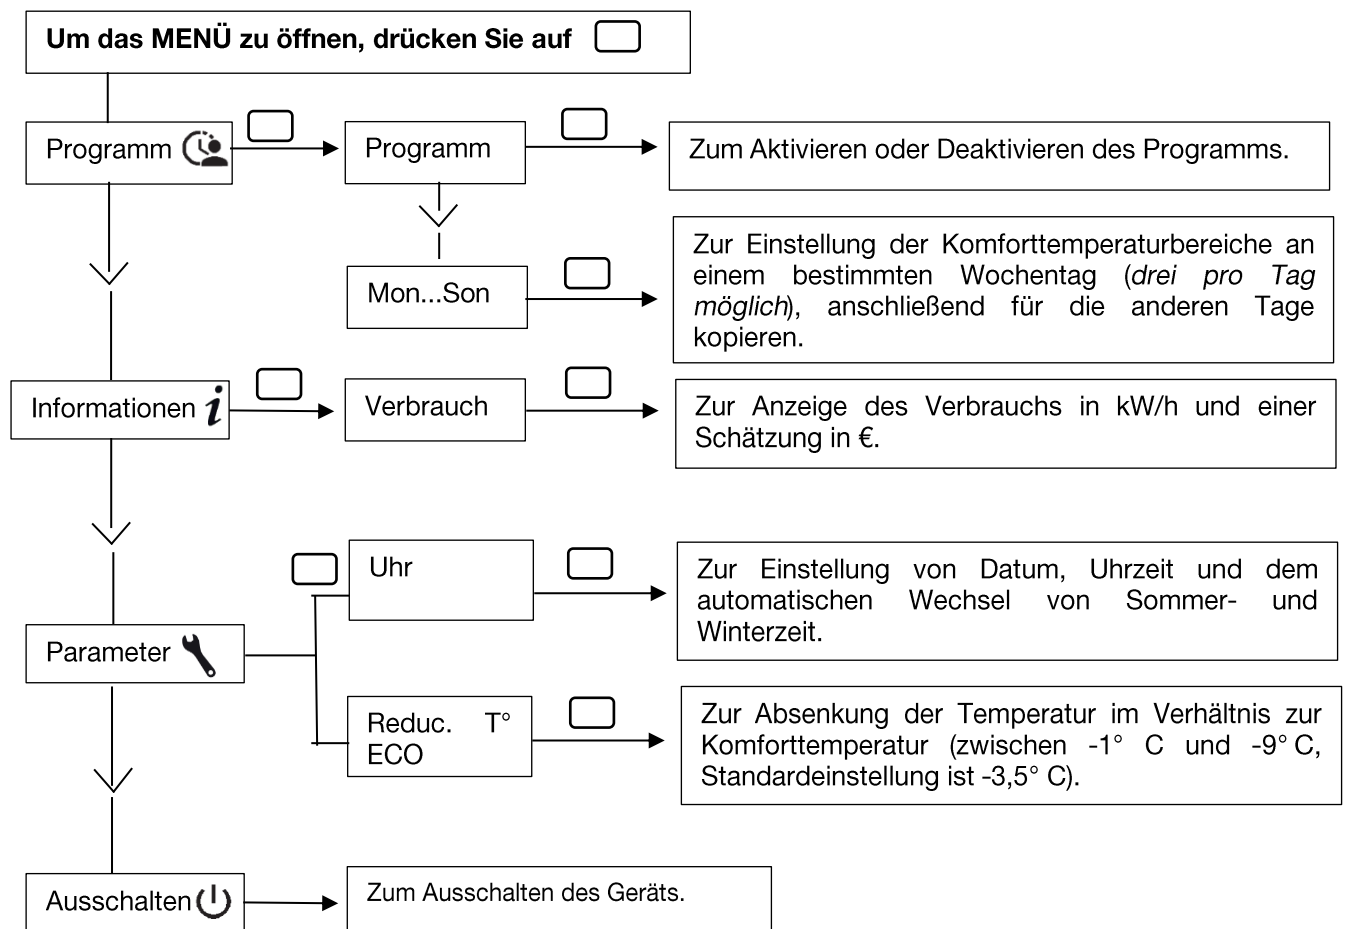 Um das MENÜ zu öffnen, drücken Sie auf
Programm
Programm
Zum Aktivieren oder Deaktivieren des Programms.
Mon...Son
Zur Einstellung der Komforttemperaturbereiche an
einem bestimmten Wochentag (drei pro Tag
möglich), anschließend für die anderen Tage
kopieren.
Informationen i
Verbrauch
Zur Anzeige des Verbrauchs in kW/h und einer
Schätzung in €.
Parameter
Uhr
Zur Einstellung von Datum, Uhrzeit und dem
automatischen Wechsel von Sommer- und
Winterzeit.
Reduc. T°
ECO
Zur Absenkung der Temperatur im Verhältnis zur
Komforttemperatur (zwischen -1° C und -9° C,
Standardeinstellung ist -3,5° C).
Ausschalten
Zum Ausschalten des Geräts.